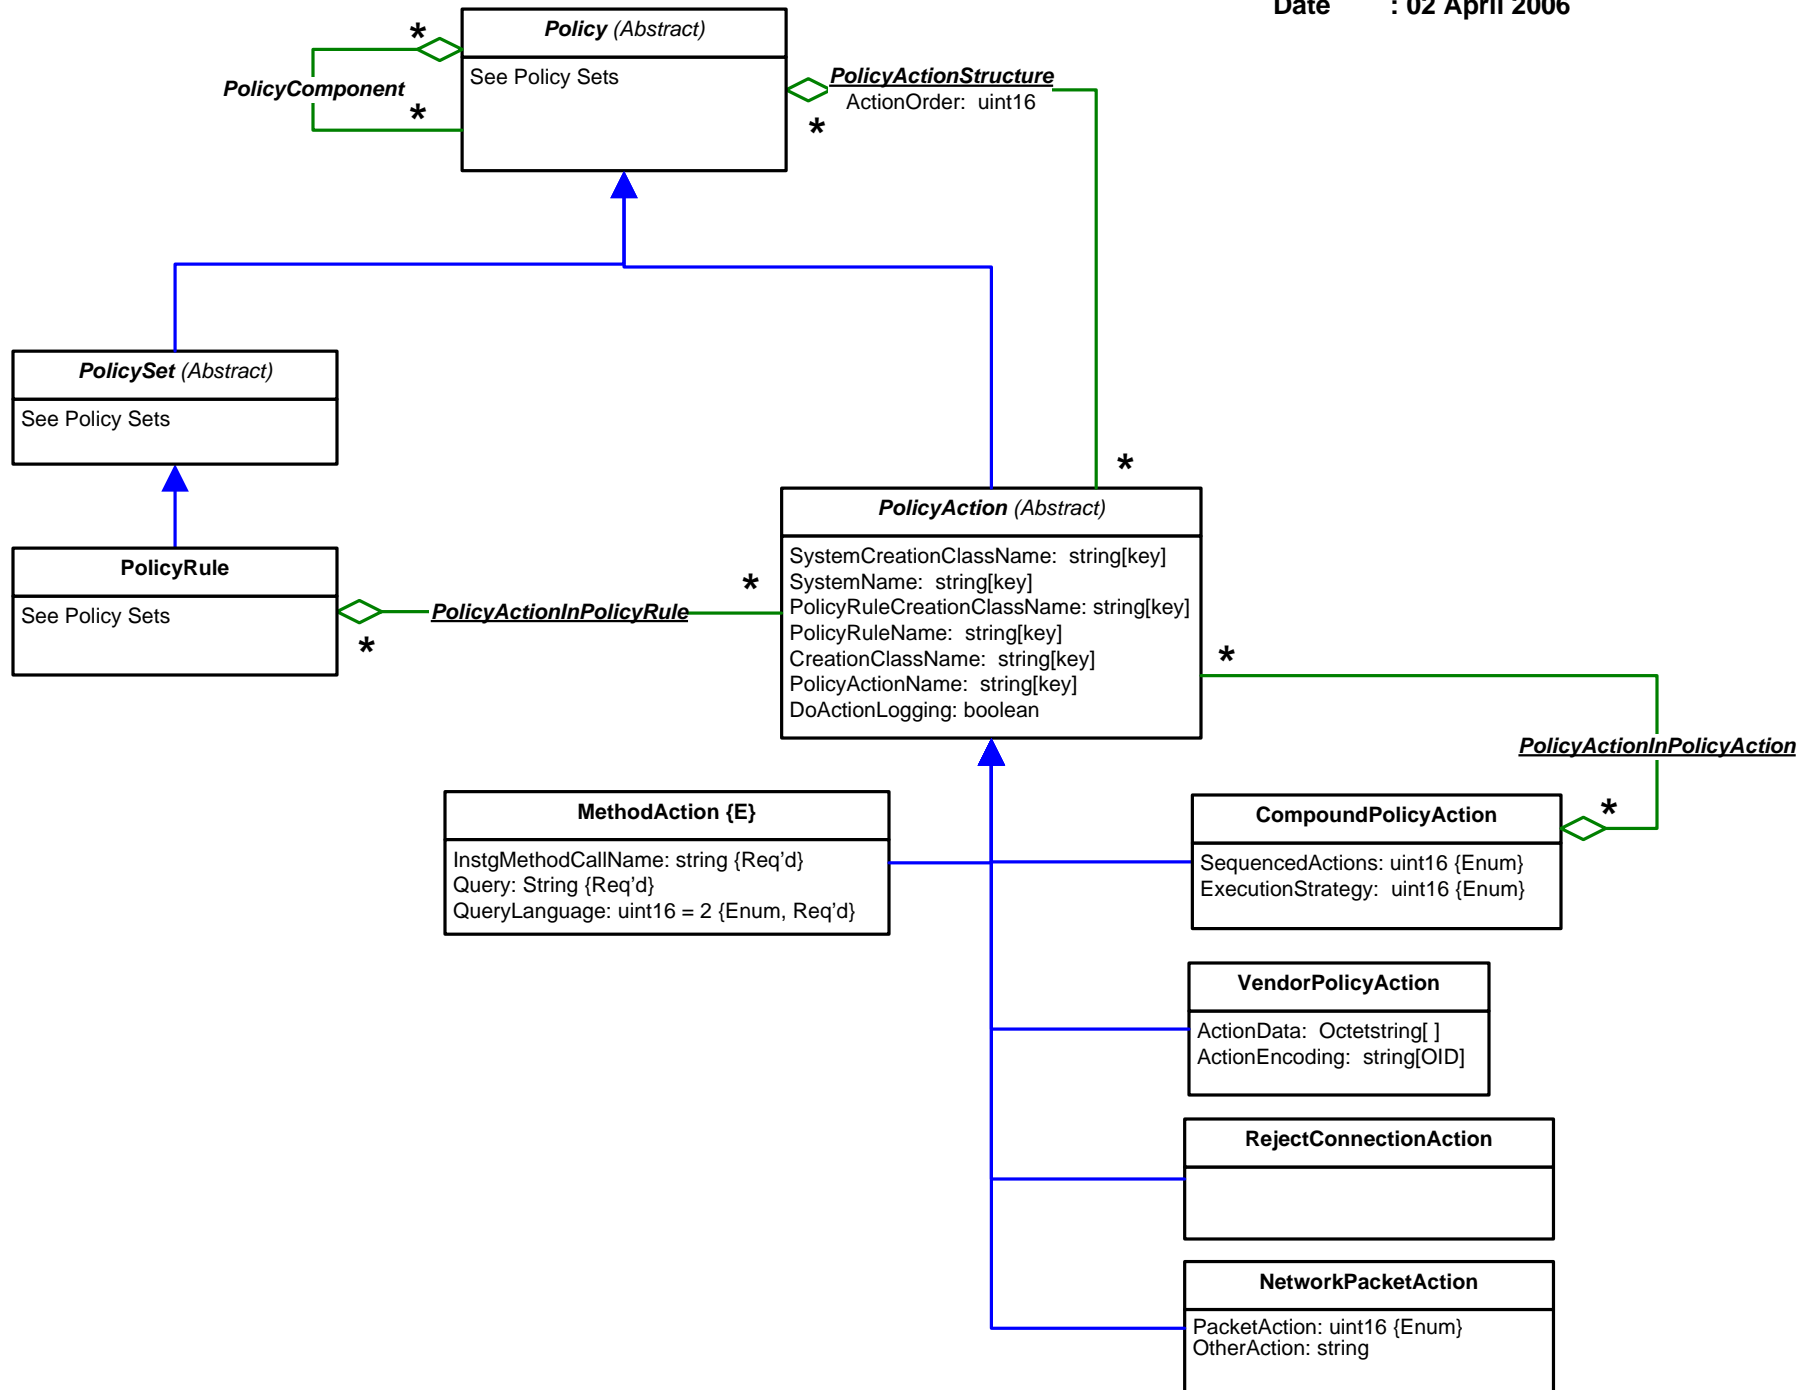 Date : 02 April 2006
*
Policy (Abstract)
See Policy Sets
PolicyComponent
*
PolicyActionStructure
ActionOrder: uint16
*
PolicySet (Abstract)
See Policy Sets
*
PolicyRule
See Policy Sets
*
PolicyActionInPolicyRule
*
PolicyAction (Abstract)
SystemCreationClassName: string[key]
SystemName: string[key]
PolicyRuleCreationClassName: string[key]
PolicyRuleName: string[key]
CreationClassName: string[key]
PolicyActionName: string[key]
DoActionLogging: boolean
*
PolicyActionInPolicyAction
*
MethodAction {E}
InstgMethodCallName: string {Req’d}
Query: String {Req’d}
QueryLanguage: uint16 = 2 {Enum, Req’d}
CompoundPolicyAction
SequencedActions: uint16 {Enum}
ExecutionStrategy: uint16 {Enum}
VendorPolicyAction
ActionData: Octetstring[ ]
ActionEncoding: string[OID]
RejectConnectionAction
NetworkPacketAction
PacketAction: uint16 {Enum}
OtherAction: string